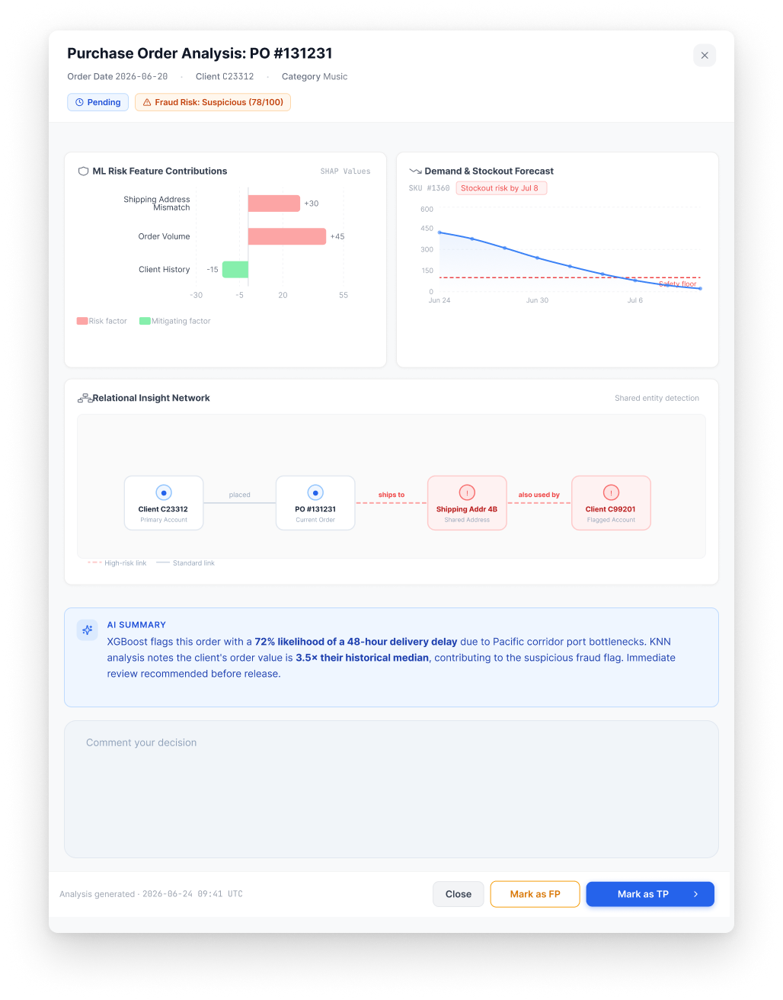 Purchase Order Analysis: PO #131231
Order Date 2026-06-20 · Client C23312 · Category Music
Pending
Fraud Risk: Suspicious (78/100)
ML Risk Feature Contributions
SHAP Values
Shipping Address
Mismatch
+30
Order Volume
+45
Client History
-15
-30 -5 20 55
Risk factor Mitigating factor
Demand & Stockout Forecast
SKU #1360 Stockout risk by Jul 8
600
450
300
150
0
Safety floor
Jun 24 Jun 30 Jul 6
Relational Insight Network
Shared entity detection
Client C23312
Primary Account
placed
PO #131231
Current Order
ships to
!
Shipping Addr 4B
Shared Address
also used by
!
Client C99201
Flagged Account
High-risk link Standard link
AI SUMMARY
XGBoost flags this order with a 72% likelihood of a 48-hour delivery delay due to Pacific corridor port bottlenecks. KNN
analysis notes the client's order value is 3.5× their historical median, contributing to the suspicious fraud flag. Immediate
review recommended before release.
Comment your decision
Analysis generated · 2026-06-24 09:41 UTC
Close
Mark as FP
Mark as TP